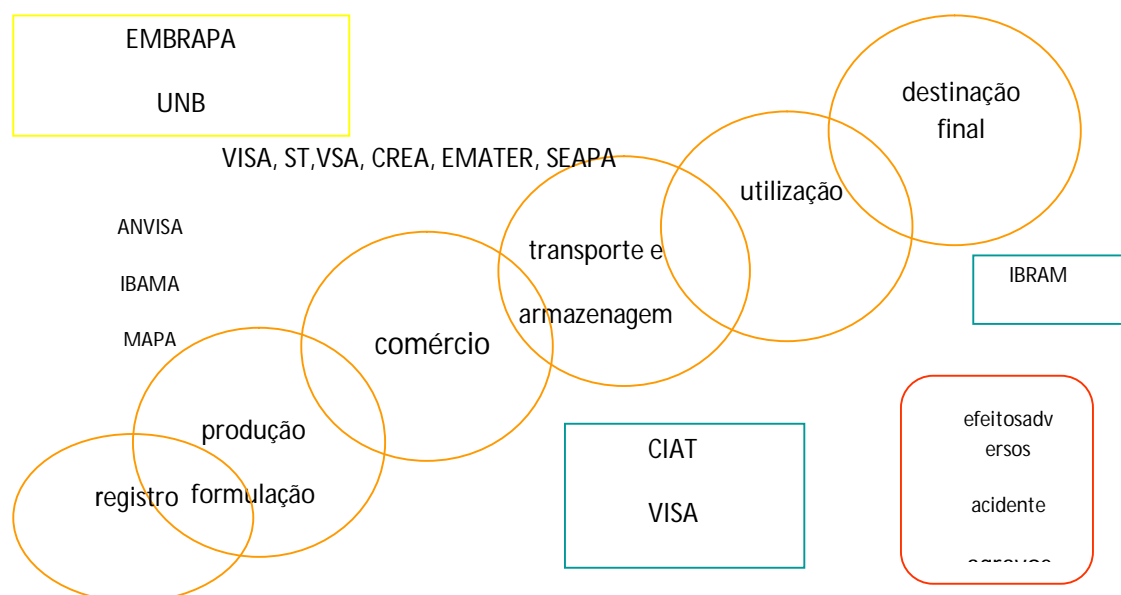 EMBRAPA
UNB
destinação
final
VISA, ST,VSA, CREA, EMATER, SEAPA
utilização
ANVISA
transporte e
IBRAM
IBAMA
armazenagem
MAPA
comércio
efeitosadv
ersos
produção
CIAT
registro
formulação
acidente
VISA